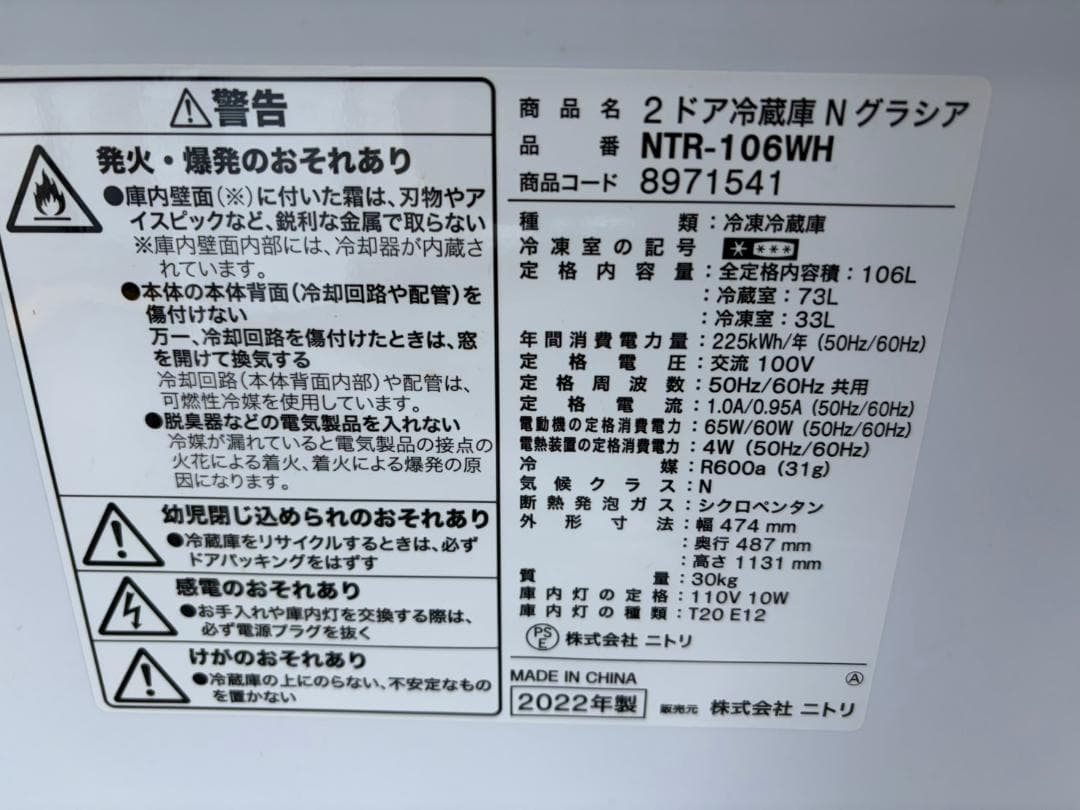 警告
発火・爆発のおそれあり
●庫内壁面(※)に付いた霜は、刃物やア
イスピックなど、鋭利な金属で取らない
※庫内壁面内部には、冷却器が内蔵さ
れています。
●本体の本体背面(冷却回路や配管)を
傷付けない
万一、冷却回路を傷付けたときは、窓
を開けて換気する
冷却回路(本体背面内部)や配管は、
可燃性冷媒を使用しています。
●脱臭器などの電気製品を入れない
冷媒が漏れていると電気製品の接点の
火花による着火、着火による爆発の原
因になります。
幼児閉じ込められのおそれあり
●冷蔵庫をリサイクルするときは、必ず
ドアパッキングをはずす
感電のおそれあり
●お手入れや庫内灯を交換する際は、
必ず電源プラグを抜く
けがのおそれあり
●冷蔵庫の上にのらない、不安定なもの
を置かない
商品名 2ドア冷蔵庫 N グラシア
品番 NTR-106WH
商品コード 8971541
種類:冷凍冷蔵庫
冷凍室の記号 * ***
定格内容量:全定格内容積:106L
:冷蔵室:73L
:冷凍室:33L
年間消費電力量:225kWh/年 (50Hz/60Hz)
定格電圧:交流 100V
定格周波数:50Hz/60Hz 共用
定格電流:1.0A/0.95A (50Hz/60Hz)
電動機の定格消費電力:65W/60W (50Hz/60Hz)
電熱装置の定格消費電力:4W (50Hz/60Hz)
冷媒:R600a (31g)
気候クラス:N
断熱発泡ガス:シクロペンタン
外形寸法:幅 474 mm
:奥行 487 mm
:高さ 1131 mm
質量:30kg
庫内灯の定格:110V 10W
庫内灯の種類:T20 E12
PSE 株式会社 ニトリ
MADE IN CHINA Ⓐ
2022年製 販売元 株式会社 ニトリ